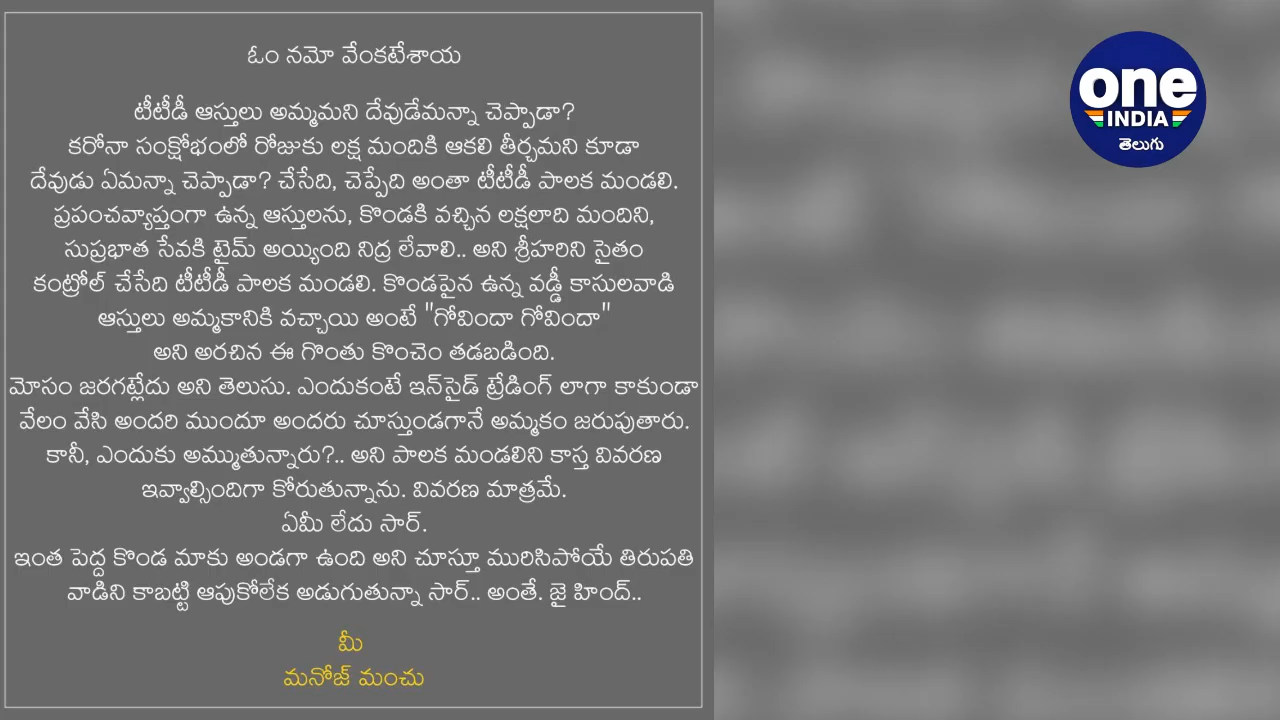 ఓం నమో వేంకటేశాయ
టీటీడీ ఆస్తులు అమ్మమని దేవుడేమన్నా చెప్పాడా?
కరోనా సంక్షోభంలో రోజుకు లక్ష మందికి ఆకలి తీర్చమని కూడా
దేవుడు ఏమన్నా చెప్పాడా? చేసేది, చెప్పేది అంతా టీటీడీ పాలక మండలి.
ప్రపంచవ్యాప్తంగా ఉన్న ఆస్తులను, కొండకి వచ్చిన లక్షలాది మందిని,
సుప్రభాత సేవకి టైమ్ అయ్యింది నిద్ర లేవాలి.. అని శ్రీహరిని సైతం
కంట్రోల్ చేసేది టీటీడీ పాలక మండలి. కొండపైన ఉన్న వడ్డీ కాసులవాడి
ఆస్తులు అమ్మకానికి వచ్చాయి అంటే "గోవిందా గోవిందా"
అని అరచిన ఈ గొంతు కొంచెం తడబడింది.
మోసం జరగట్లేదు అని తెలుసు. ఎందుకంటే ఇన్‌సైడ్ ట్రేడింగ్ లాగా కాకుండా
వేలం వేసి అందరి ముందూ అందరు చూస్తుండగానే అమ్మకం జరుపుతారు.
కానీ, ఎందుకు అమ్ముతున్నారు?.. అని పాలక మండలిని కాస్త వివరణ
ఇవ్వాల్సిందిగా కోరుతున్నాను. వివరణ మాత్రమే.
ఏమీ లేదు సార్.
ఇంత పెద్ద కొండ మాకు అండగా ఉంది అని చూస్తూ మురిసిపోయే తిరుపతి
వాడిని కాబట్టి ఆపుకోలేక అడుగుతున్నా సార్.. అంతే. జై హింద్..
మీ
మనోజ్ మంచు
one
INDIA
తెలుగు